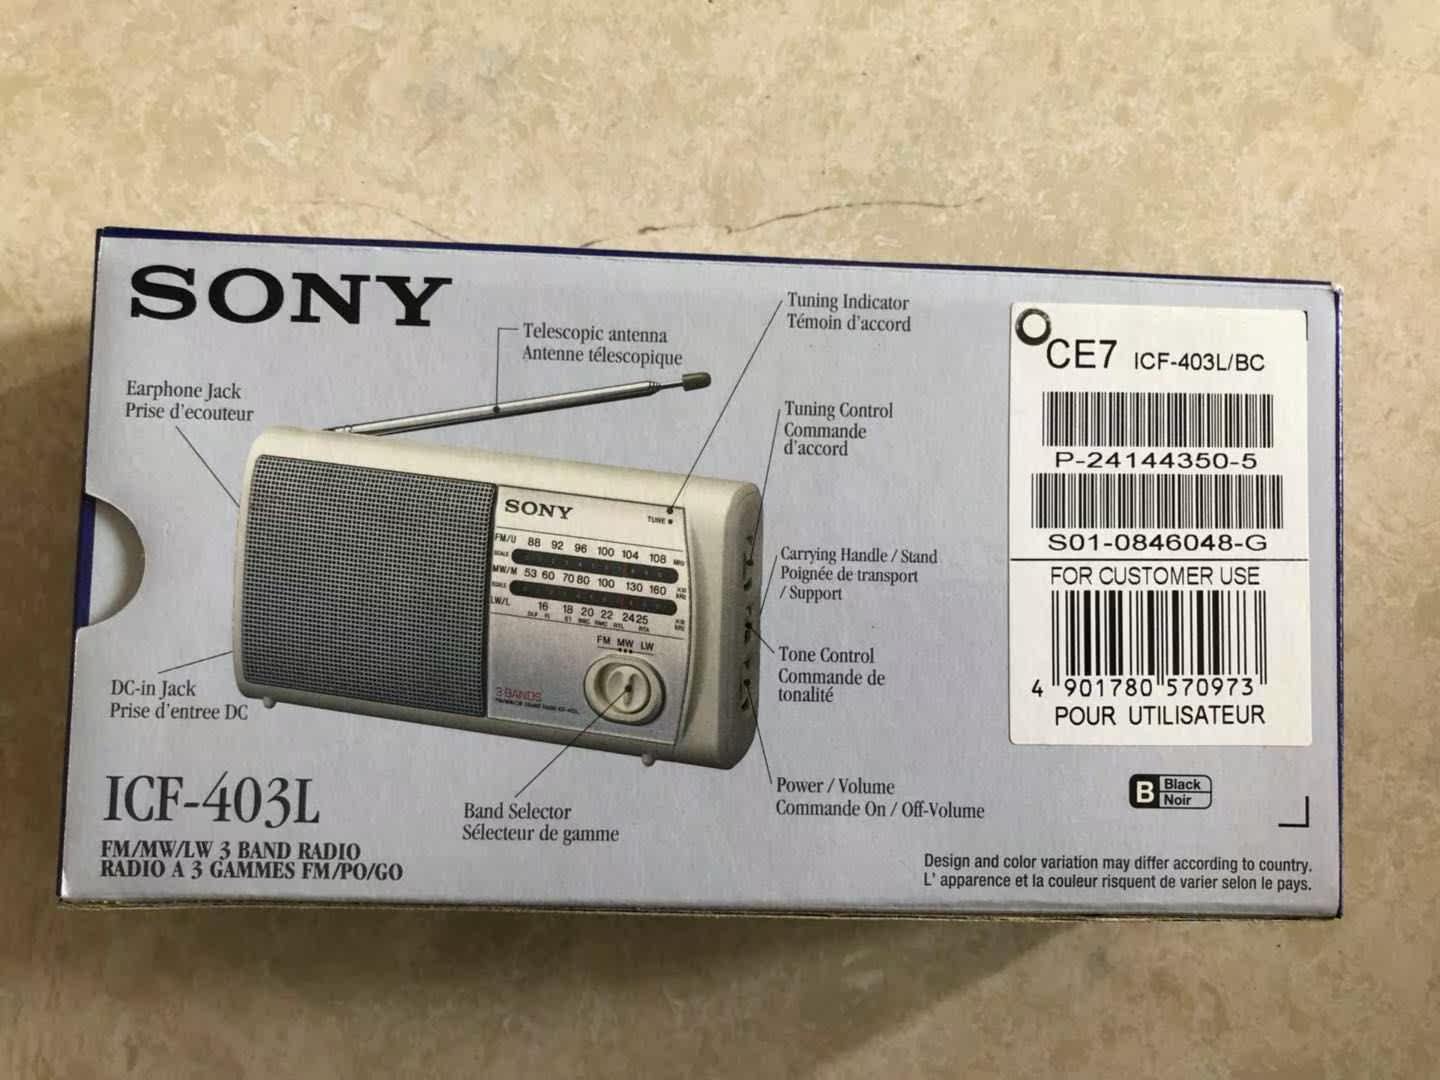 SONY
Telescopic antenna
Antenne télescopique
Tuning Indicator
Témoin d'accord
Earphone Jack
Prise d'ecouteur
Tuning Control
Commande
d'accord
Carrying Handle / Stand
Poignée de transport
/ Support
Tone Control
Commande de
tonalité
Power / Volume
Commande On / Off-Volume
DC-in Jack
Prise d'entree DC
Band Selector
Sélecteur de gamme
SONY
TUNE
FM/U 88 92 96 100 104 108
MW/M 53 60 70 80 100 130 160
LW/L 16 18 20 22 24 25
FM MW LW
3 BANDS
ICF-403L
FM/MW/LW 3 BAND RADIO
RADIO A 3 GAMMES FM/PO/GO
CE7 ICF-403L/BC
P-24144350-5
S01-0846048-G
FOR CUSTOMER USE
4 901780 570973
POUR UTILISATEUR
B Black
Noir
Design and color variation may differ according to country.
L' apparence et la couleur risquent de varier selon le pays.